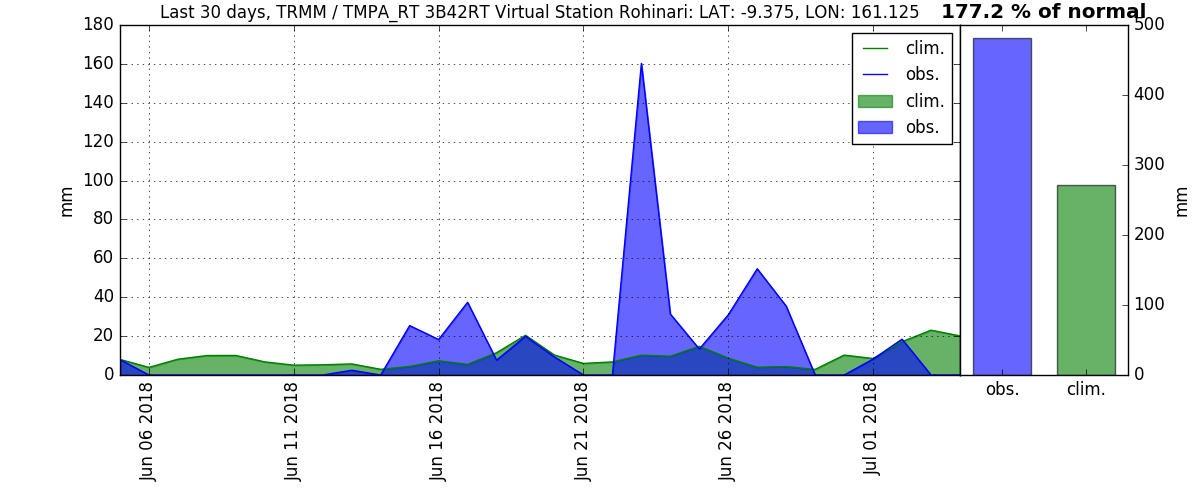 Last 30 days, TRMM / TMPA_RT 3B42RT Virtual Station Rohinari: LAT: -9.375, LON: 161.125
177.2 % of normal
180
160
140
120
100
80
60
40
20
0
mm
clim.
obs.
clim.
obs.
Jun 06 2018
Jun 11 2018
Jun 16 2018
Jun 21 2018
Jun 26 2018
Jul 01 2018
500
400
300
200
100
0
mm
obs.
clim.